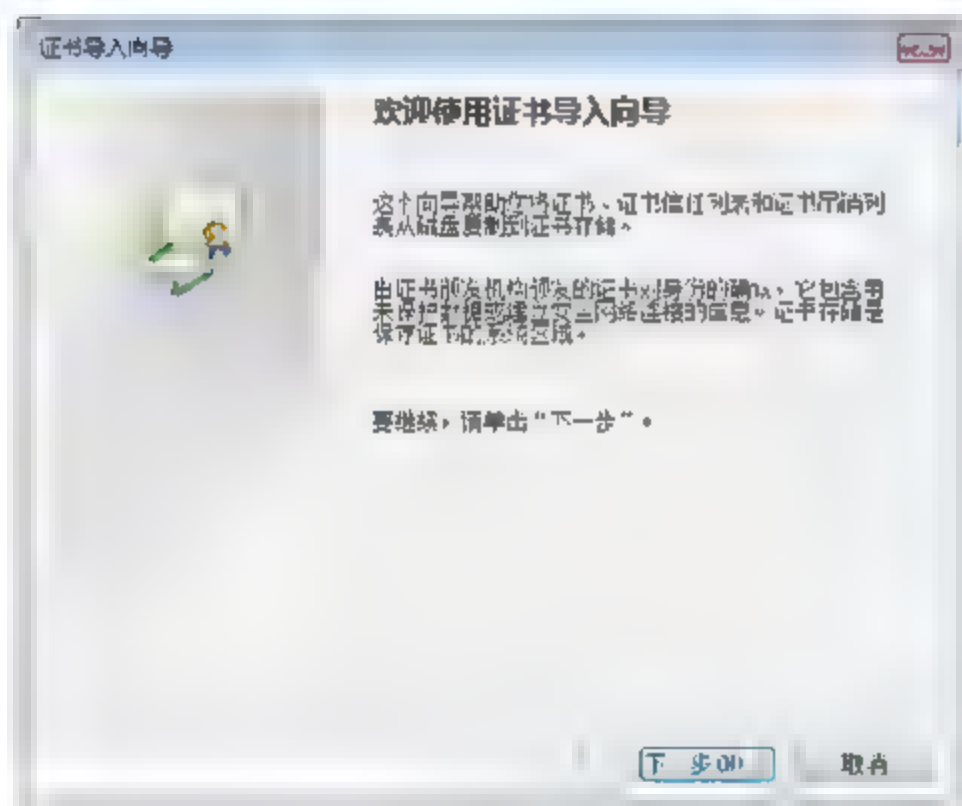 证书导入向导
欢迎使用证书导入向导
这个向导帮助您将证书、证书信任列表和证书吊销列
表从磁盘复制到证书存储。
由证书颁发机构颁发的证书对身份的确认,它包含用
来保护数据或建立安全网络连接的信息。证书存储是
保存证书的系统区域。
要继续,请单击“下一步”。
下一步(N)
取消